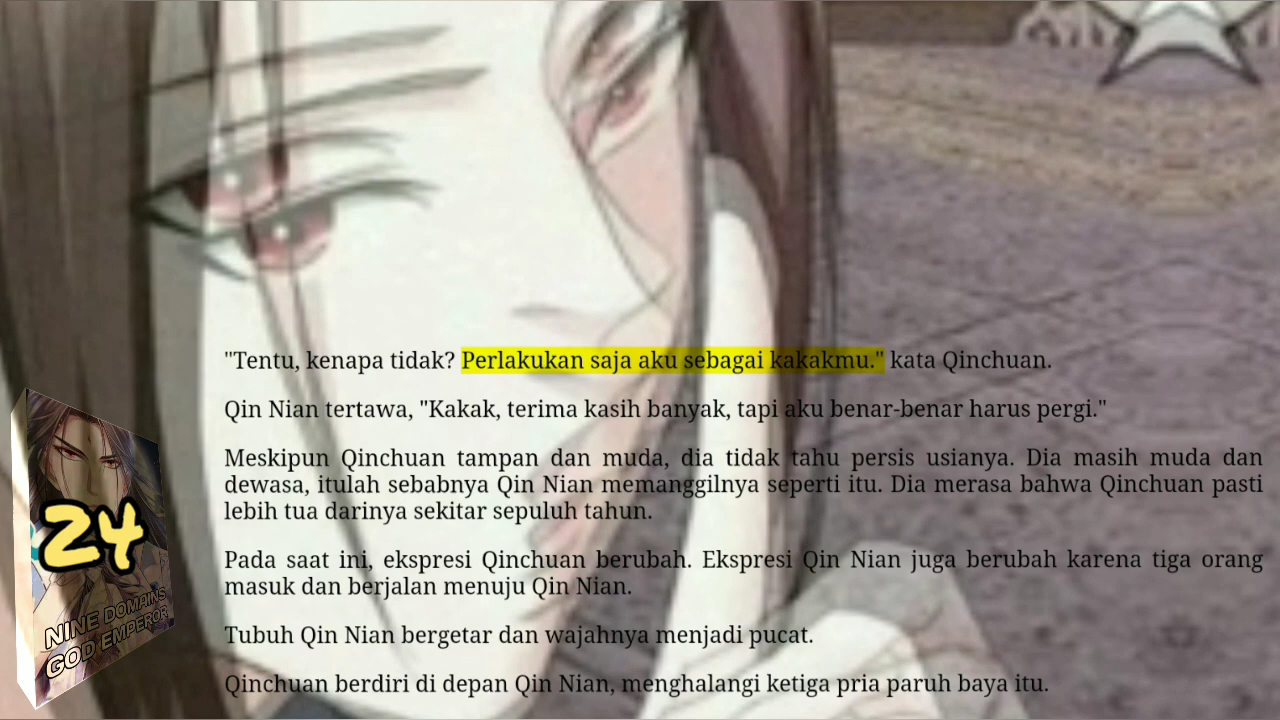 "Tentu, kenapa tidak? Perlakukan saja aku sebagai kakakmu." kata Qinchuan.
Qin Nian tertawa, "Kakak, terima kasih banyak, tapi aku benar-benar harus pergi."
Meskipun Qinchuan tampan dan muda, dia tidak tahu persis usianya. Dia masih muda dan
dewasa, itulah sebabnya Qin Nian memanggilnya seperti itu. Dia merasa bahwa Qinchuan pasti
lebih tua darinya sekitar sepuluh tahun.
Pada saat ini, ekspresi Qinchuan berubah. Ekspresi Qin Nian juga berubah karena tiga orang
masuk dan berjalan menuju Qin Nian.
Tubuh Qin Nian bergetar dan wajahnya menjadi pucat.
Qinchuan berdiri di depan Qin Nian, menghalangi ketiga pria paruh baya itu.
24
NINE DOMAINS
GOD EMPEROR